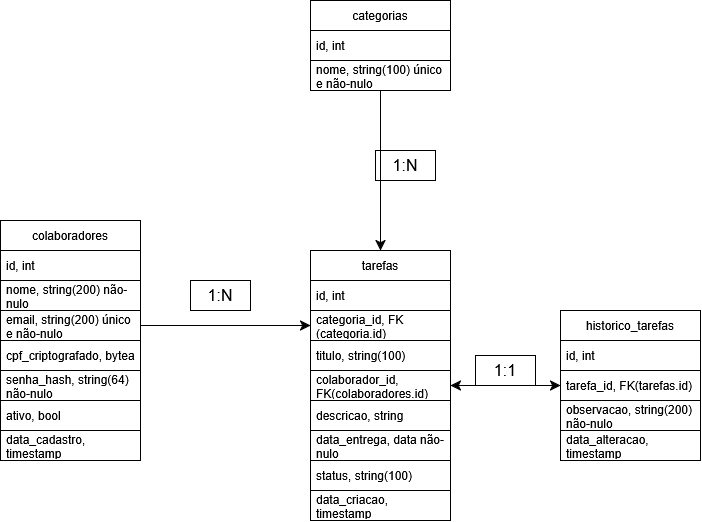 categorias
id, int
nome, string(100) único
e não-nulo
1:N
colaboradores
id, int
nome, string(200) não-
nulo
email, string(200) único
e não-nulo
cpf_criptografado, bytea
senha_hash, string(64)
não-nulo
ativo, bool
data_cadastro,
timestamp
1:N
tarefas
id, int
categoria_id, FK
(categoria.id)
titulo, string(100)
colaborador_id,
FK(colaboradores.id)
descricao, string
data_entrega, data não-
nulo
status, string(100)
data_criacao,
timestamp
1:1
historico_tarefas
id, int
tarefa_id, FK(tarefas.id)
observacao, string(200)
não-nulo
data_alteracao,
timestamp